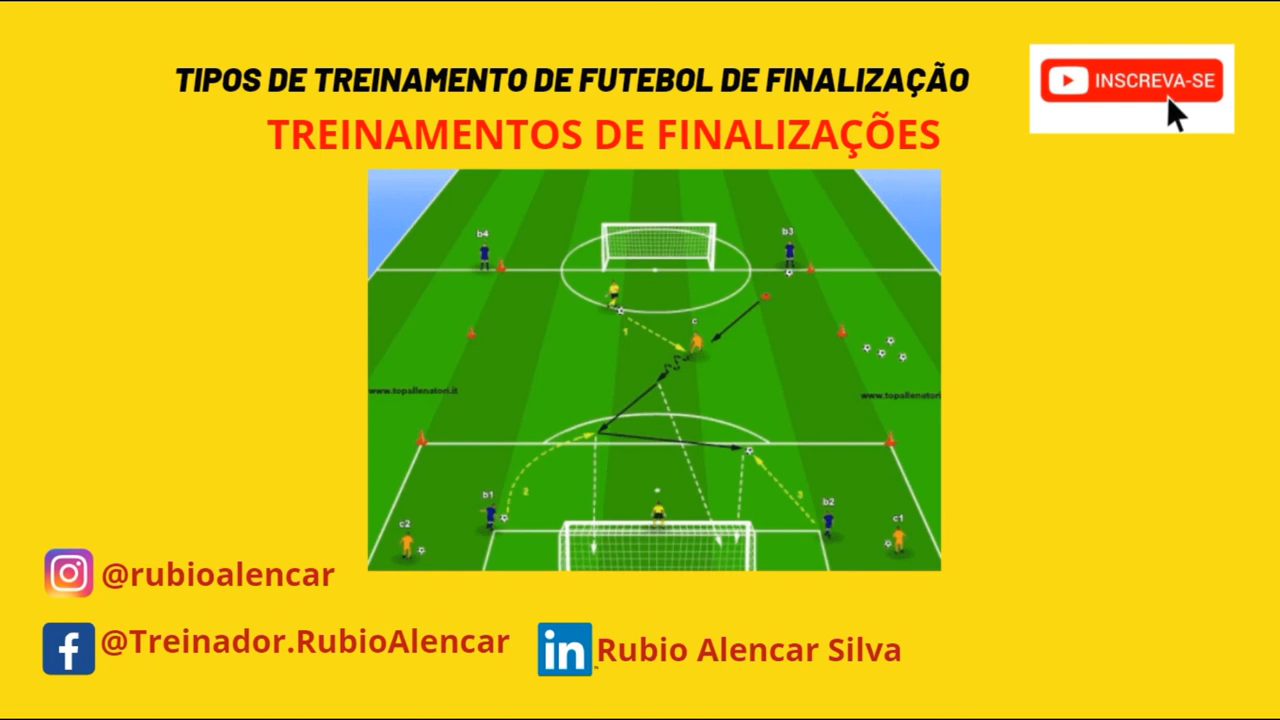 TIPOS DE TREINAMENTO DE FUTEBOL DE FINALIZAÇÃO
INSCREVA-SE
TREINAMENTOS DE FINALIZAÇÕES
b4
b3
1
c
www.topallenatori.it
www.topallenatori
2
3
b1
b2
c2
c1
@rubioalencar
@Treinador.RubioAlencar
in Rubio Alencar Silva